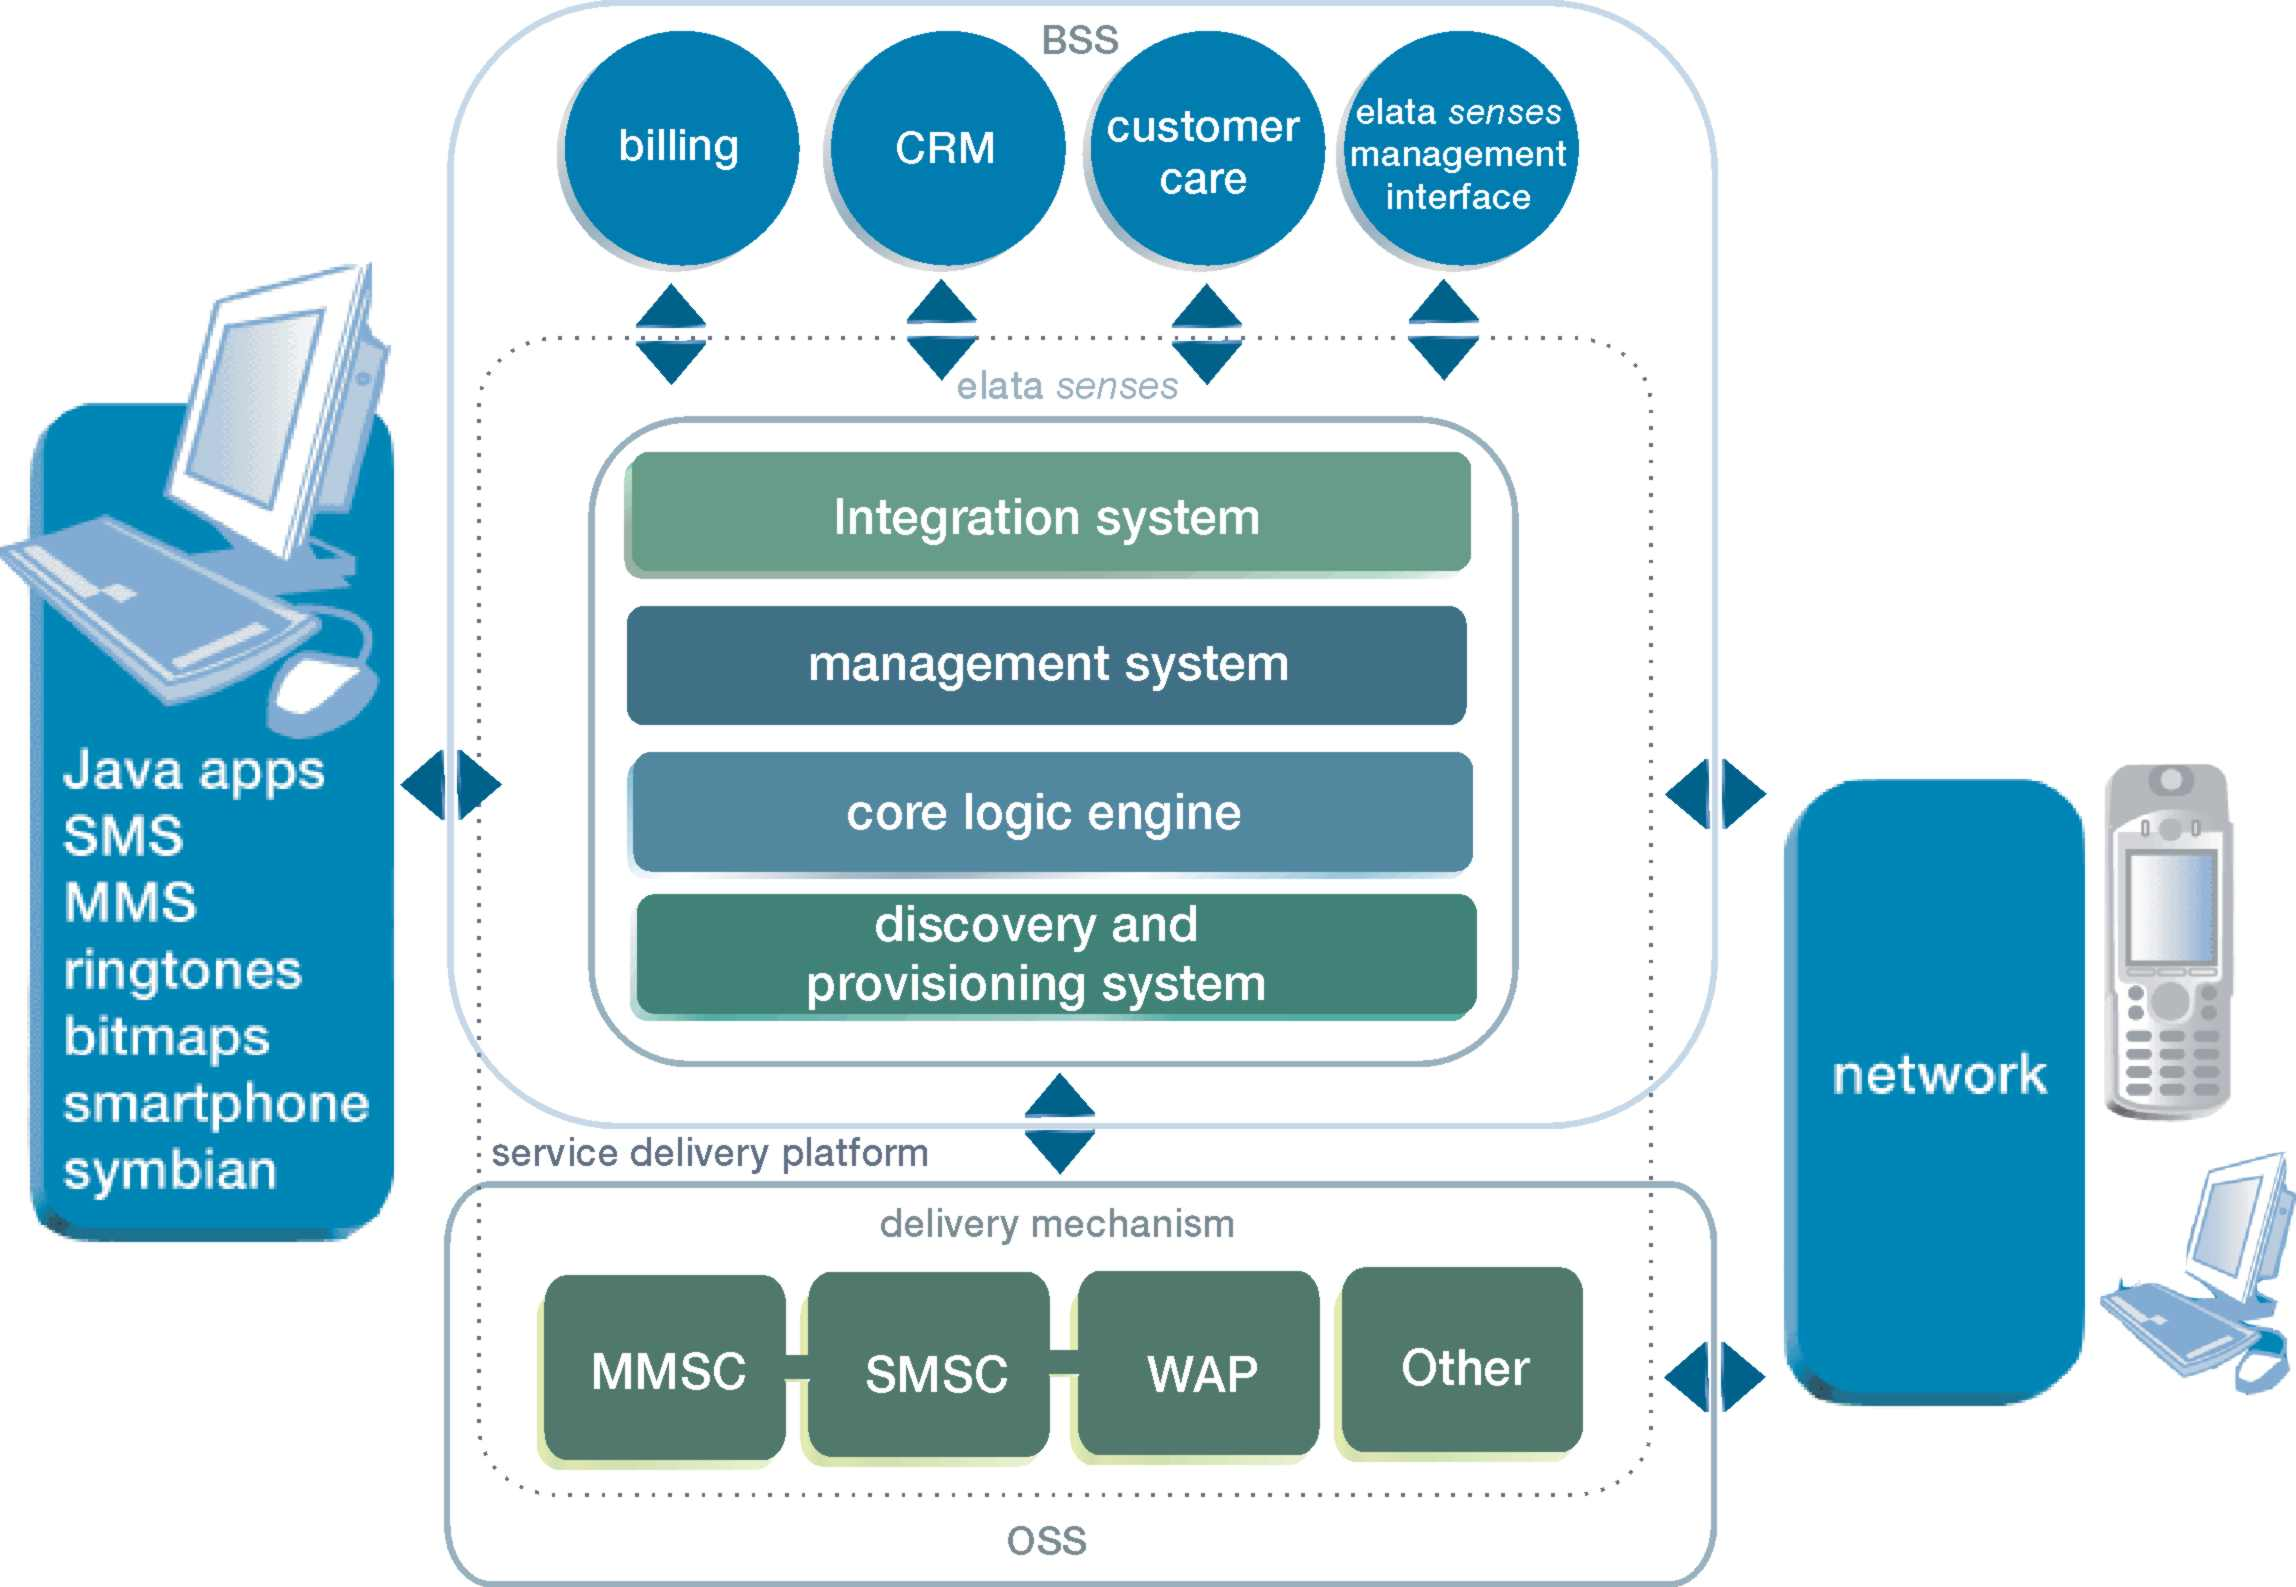 BSS
billing
CRM
customer
care
elata senses
management
interface
elata senses
Integration system
management system
core logic engine
discovery and
provisioning system
Java apps
SMS
MMS
ringtones
bitmaps
smartphone
symbian
network
service delivery platform
delivery mechanism
MMSC
SMSC
WAP
Other
OSS